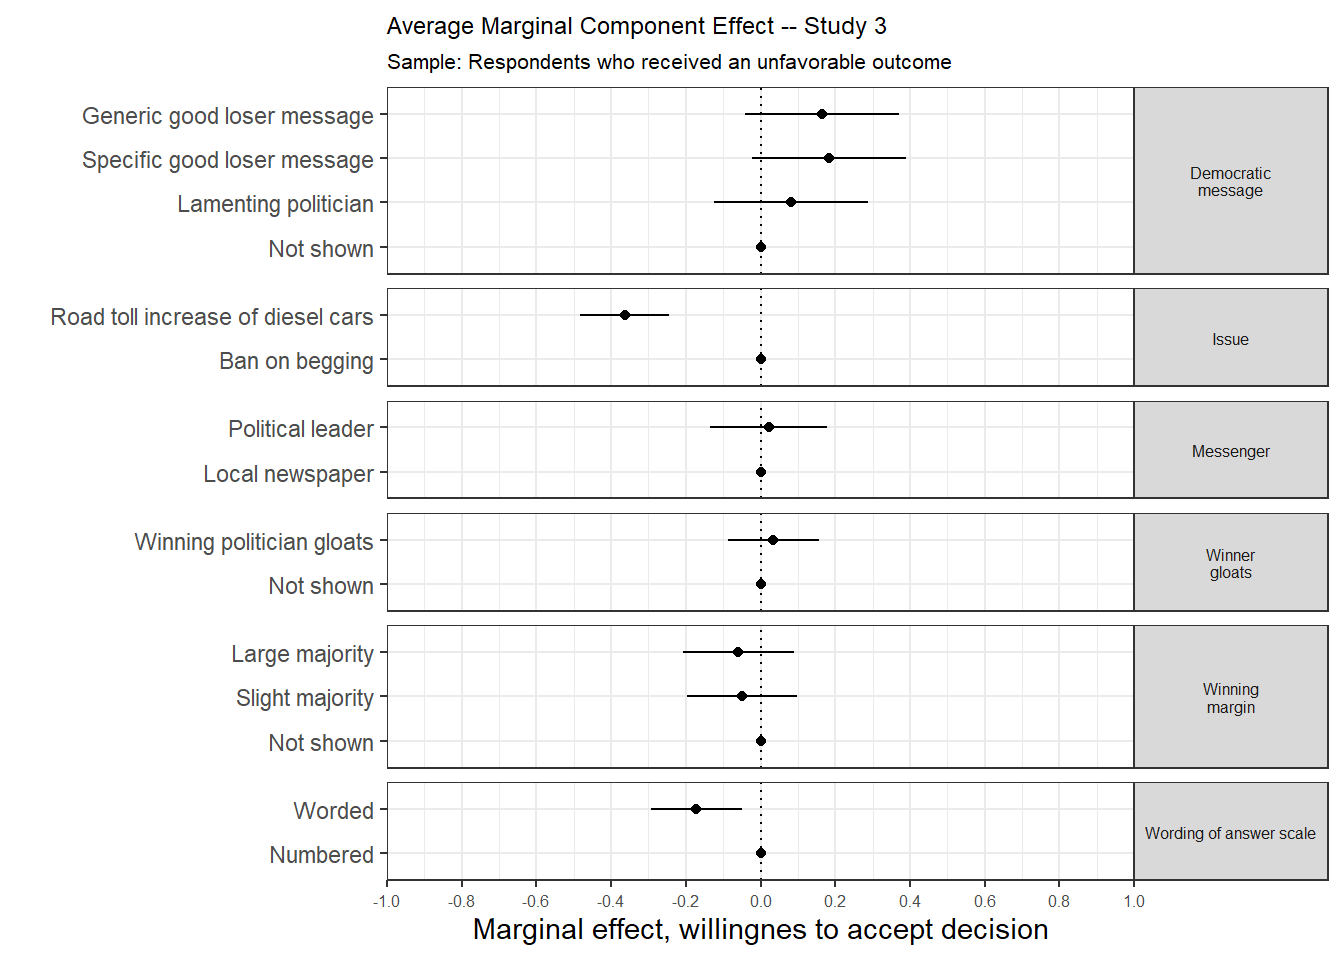 Average Marginal Component Effect -- Study 3
Sample: Respondents who received an unfavorable outcome
Generic good loser message
Specific good loser message
Lamenting politician
Not shown
Democratic
message
Road toll increase of diesel cars
Ban on begging
Issue
Political leader
Local newspaper
Messenger
Winning politician gloats
Not shown
Winner
gloats
Large majority
Slight majority
Not shown
Winning
margin
Worded
Numbered
Wording of answer scale
-1.0 -0.8 -0.6 -0.4 -0.2 0.0 0.2 0.4 0.6 0.8 1.0
Marginal effect, willingnes to accept decision